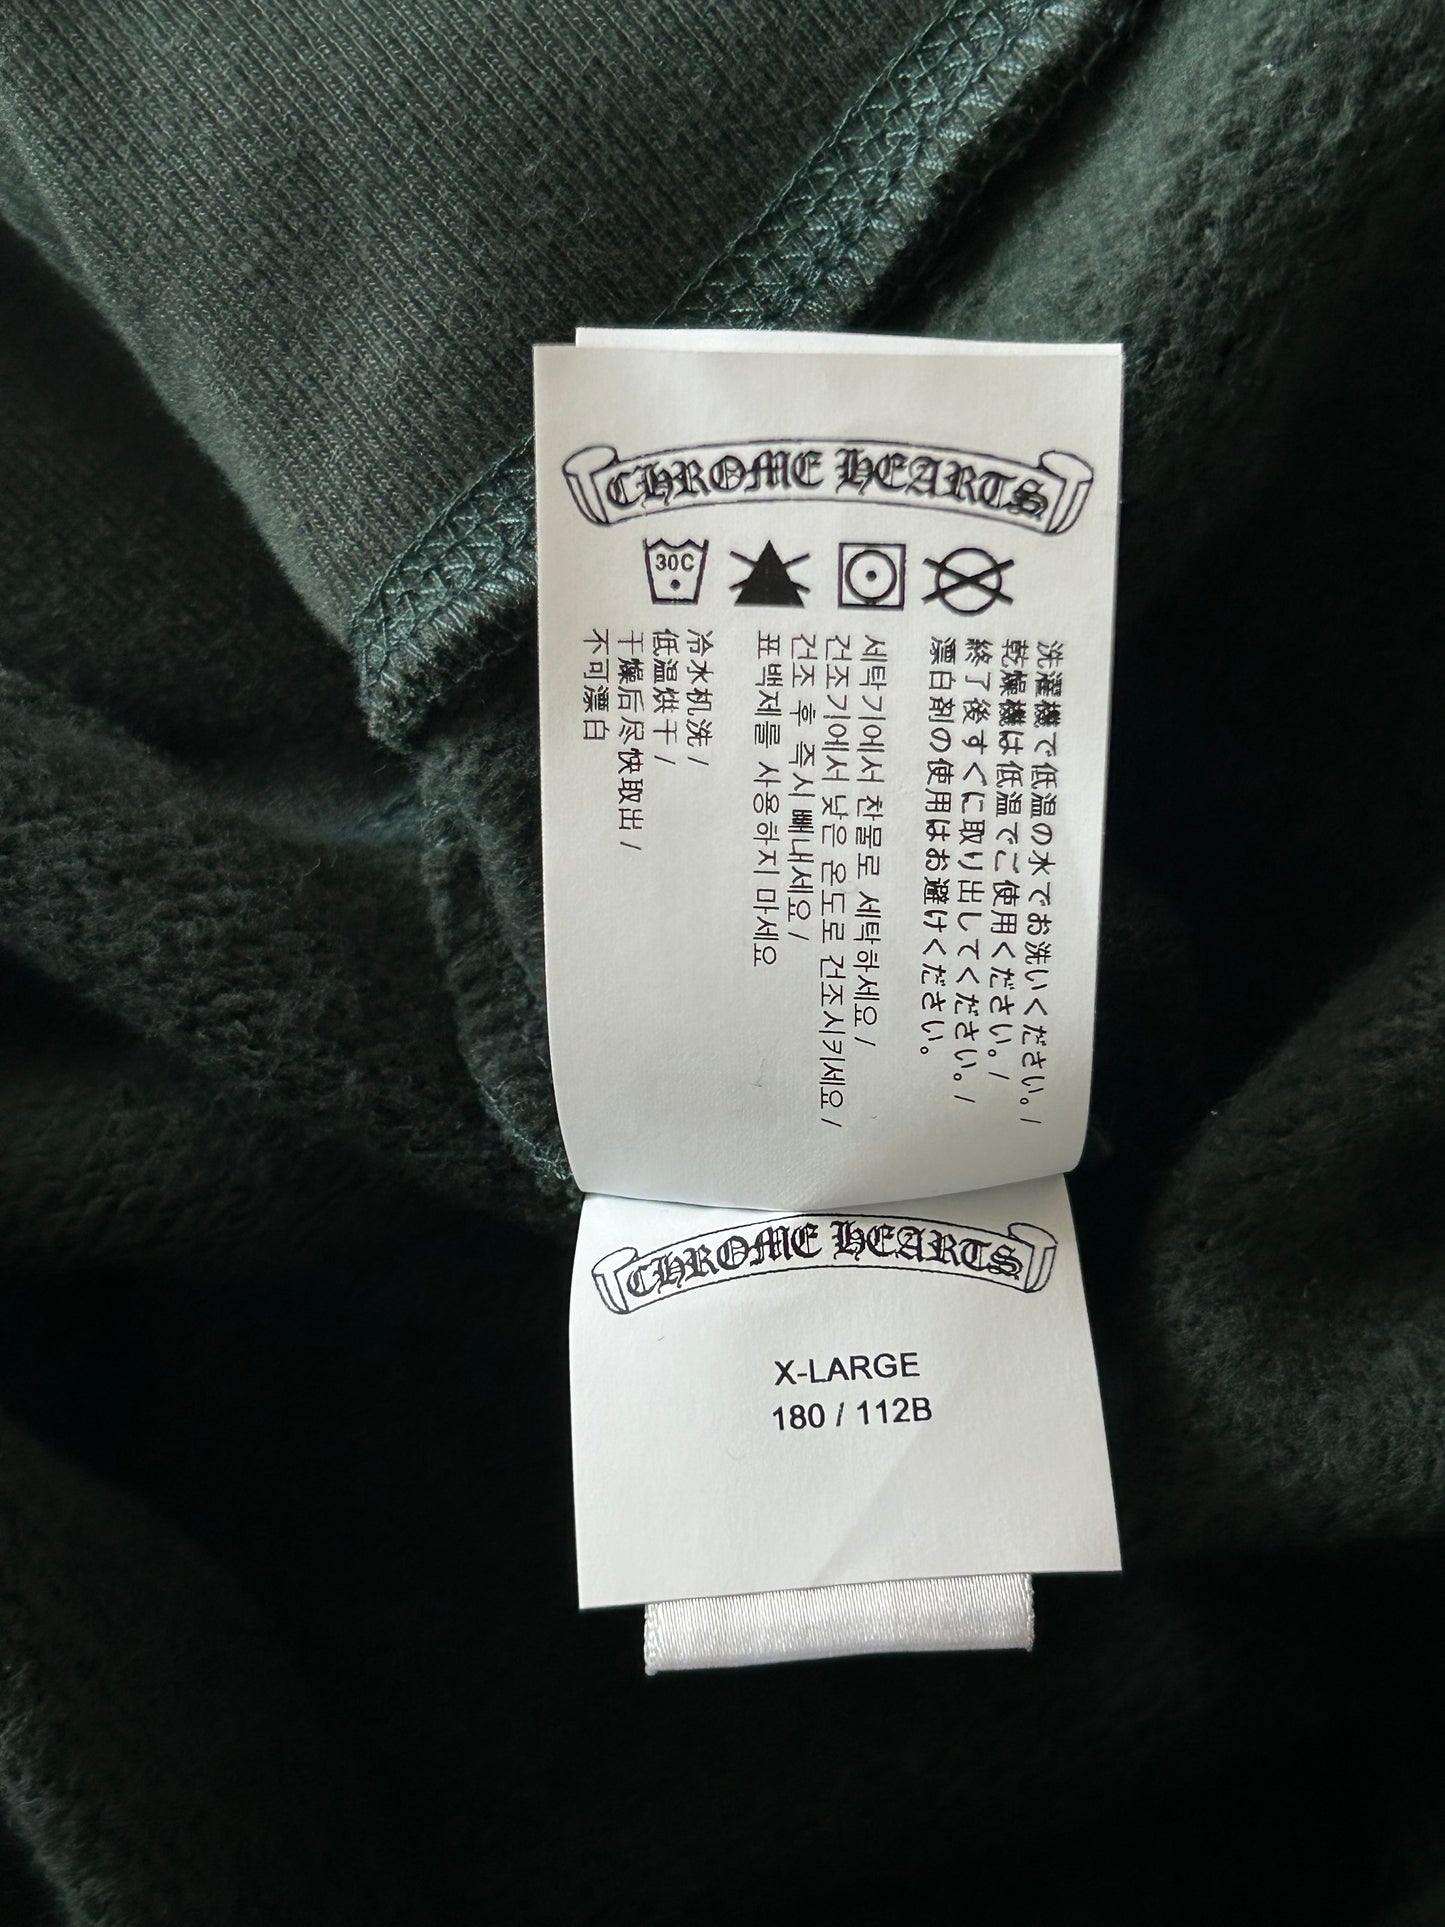 CHROME HEARTS
30C
洗濯機で低温の水でお洗いください。/
乾燥機は低温でご使用ください。/
終了後すぐに取り出してください。/
漂白剤の使用はお避けください。
세탁기에서 찬물로 세탁하세요 /
건조기에서 낮은 온도로 건조시키세요 /
건조 후 즉시 빼내세요 /
표백제를 사용하지 마세요
冷水机洗 /
低温烘干 /
干燥后尽快取出 /
不可漂白
CHROME HEARTS
X-LARGE
180 / 112B